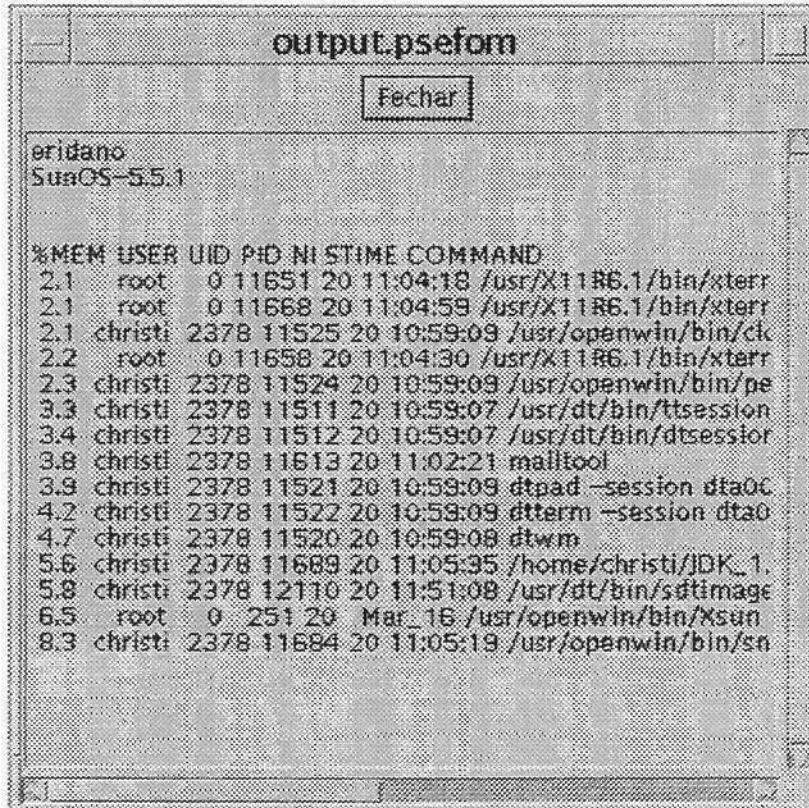 output.psefom
Fechar
eridano
SunOS-5.5.1
%MEM USER UID PID NI STIME COMMAND
2.1 root 0 11651 20 11:04:18 /usr/X11R6.1/bin/xterr
2.1 root 0 11668 20 11:04:59 /usr/X11R6.1/bin/xterr
2.1 christi 2378 11525 20 10:59:09 /usr/openwin/bin/clc
2.2 root 0 11658 20 11:04:30 /usr/X11R6.1/bin/xterr
2.3 christi 2378 11524 20 10:59:09 /usr/openwin/bin/pe
3.3 christi 2378 11511 20 10:59:07 /usr/dt/bin/ttsession
3.4 christi 2378 11512 20 10:59:07 /usr/dt/bin/dtsessior
3.8 christi 2378 11613 20 11:02:21 mailtool
3.9 christi 2378 11521 20 10:59:09 dtpad -session dta0C
4.2 christi 2378 11522 20 10:59:09 dtterm -session dta0
4.7 christi 2378 11520 20 10:59:08 dtwm
5.6 christi 2378 11689 20 11:05:35 /home/christi/JDK_1.
5.8 christi 2378 12110 20 11:51:08 /usr/dt/bin/sdtimage
6.5 root 0 251 20 Mar_16 /usr/openwin/bin/Xsun
8.3 christi 2378 11684 20 11:05:19 /usr/openwin/bin/sn